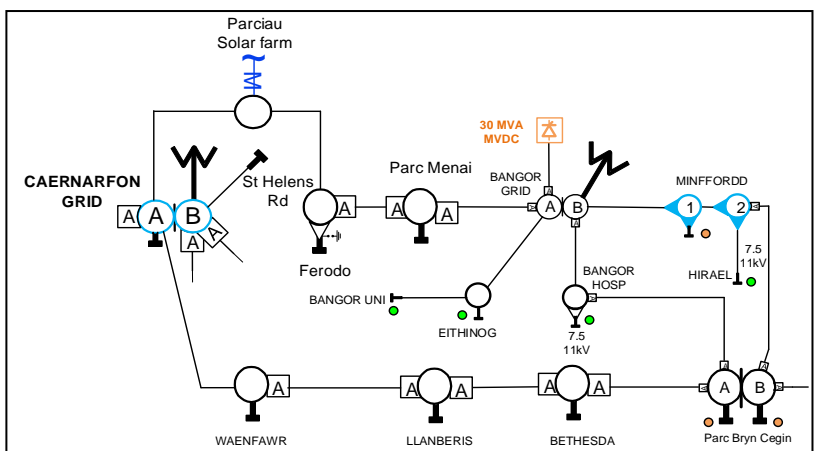 Parciau
Solar farm
30 MVA
MVDC
CAERNARFON
GRID
St Helens
Rd
Parc Menai
BANGOR
GRID
MINFFORDD
A
A
B
A
A
A
A
A
A
A
B
A
A
1
2
A
Ferodo
BANGOR UNI
EITHINOG
BANGOR
HOSP
7.5
11kV
HIRAEL
7.5
11kV
A
A
A
A
A
A
A
A
A
A
A
B
A
WAENFAWR
LLANBERIS
BETHESDA
Parc Bryn Cegin